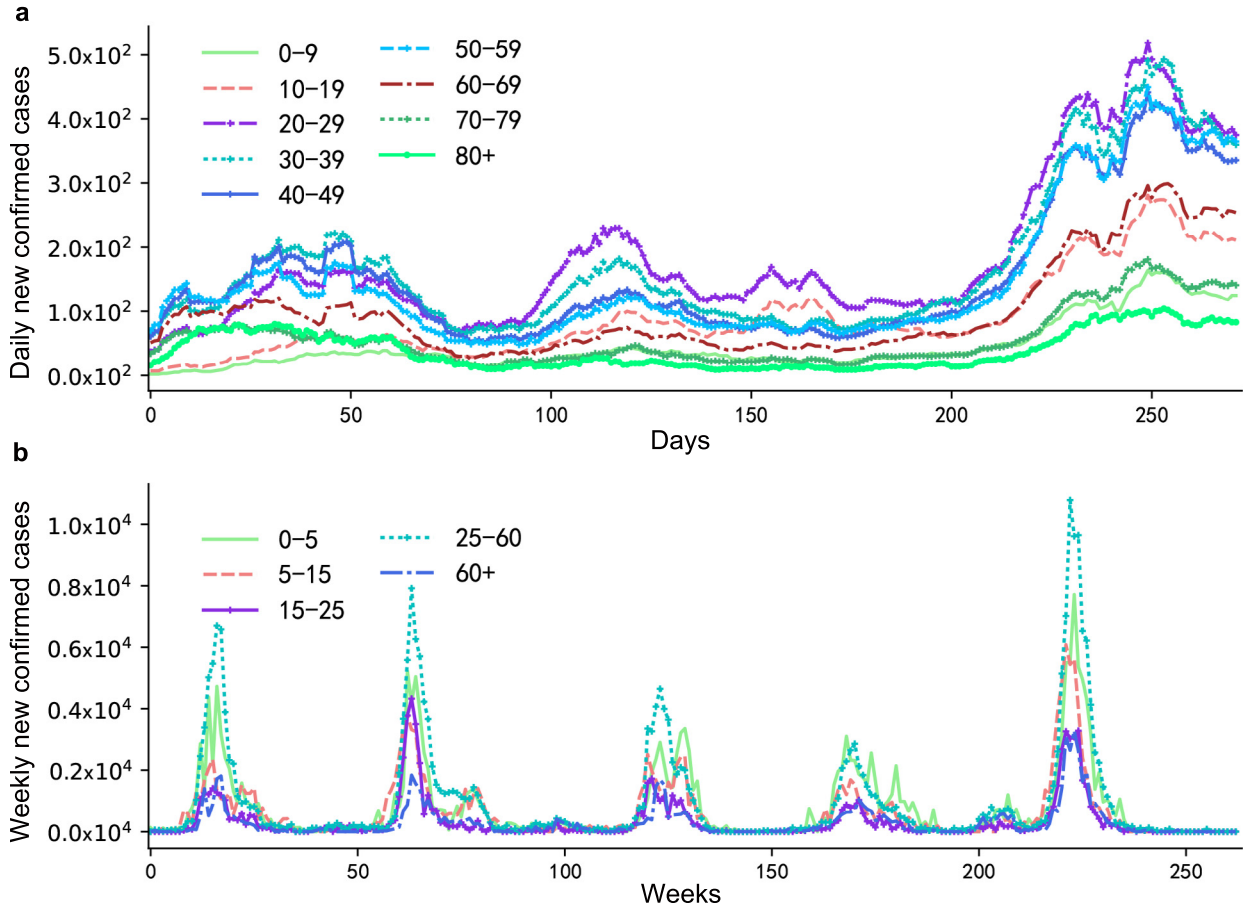 a
Daily new confirmed cases
5.0x10²
4.0x10²
3.0x10²
2.0x10²
1.0x10²
0.0x10²
0–9
10–19
20–29
30–39
40–49
50–59
60–69
70–79
80+
0 50 100 150 200 250
Days
b
Weekly new confirmed cases
1.0x10⁴
0.8x10⁴
0.6x10⁴
0.4x10⁴
0.2x10⁴
0.0x10⁴
0–5
5–15
15–25
25–60
60+
0 50 100 150 200 250
Weeks